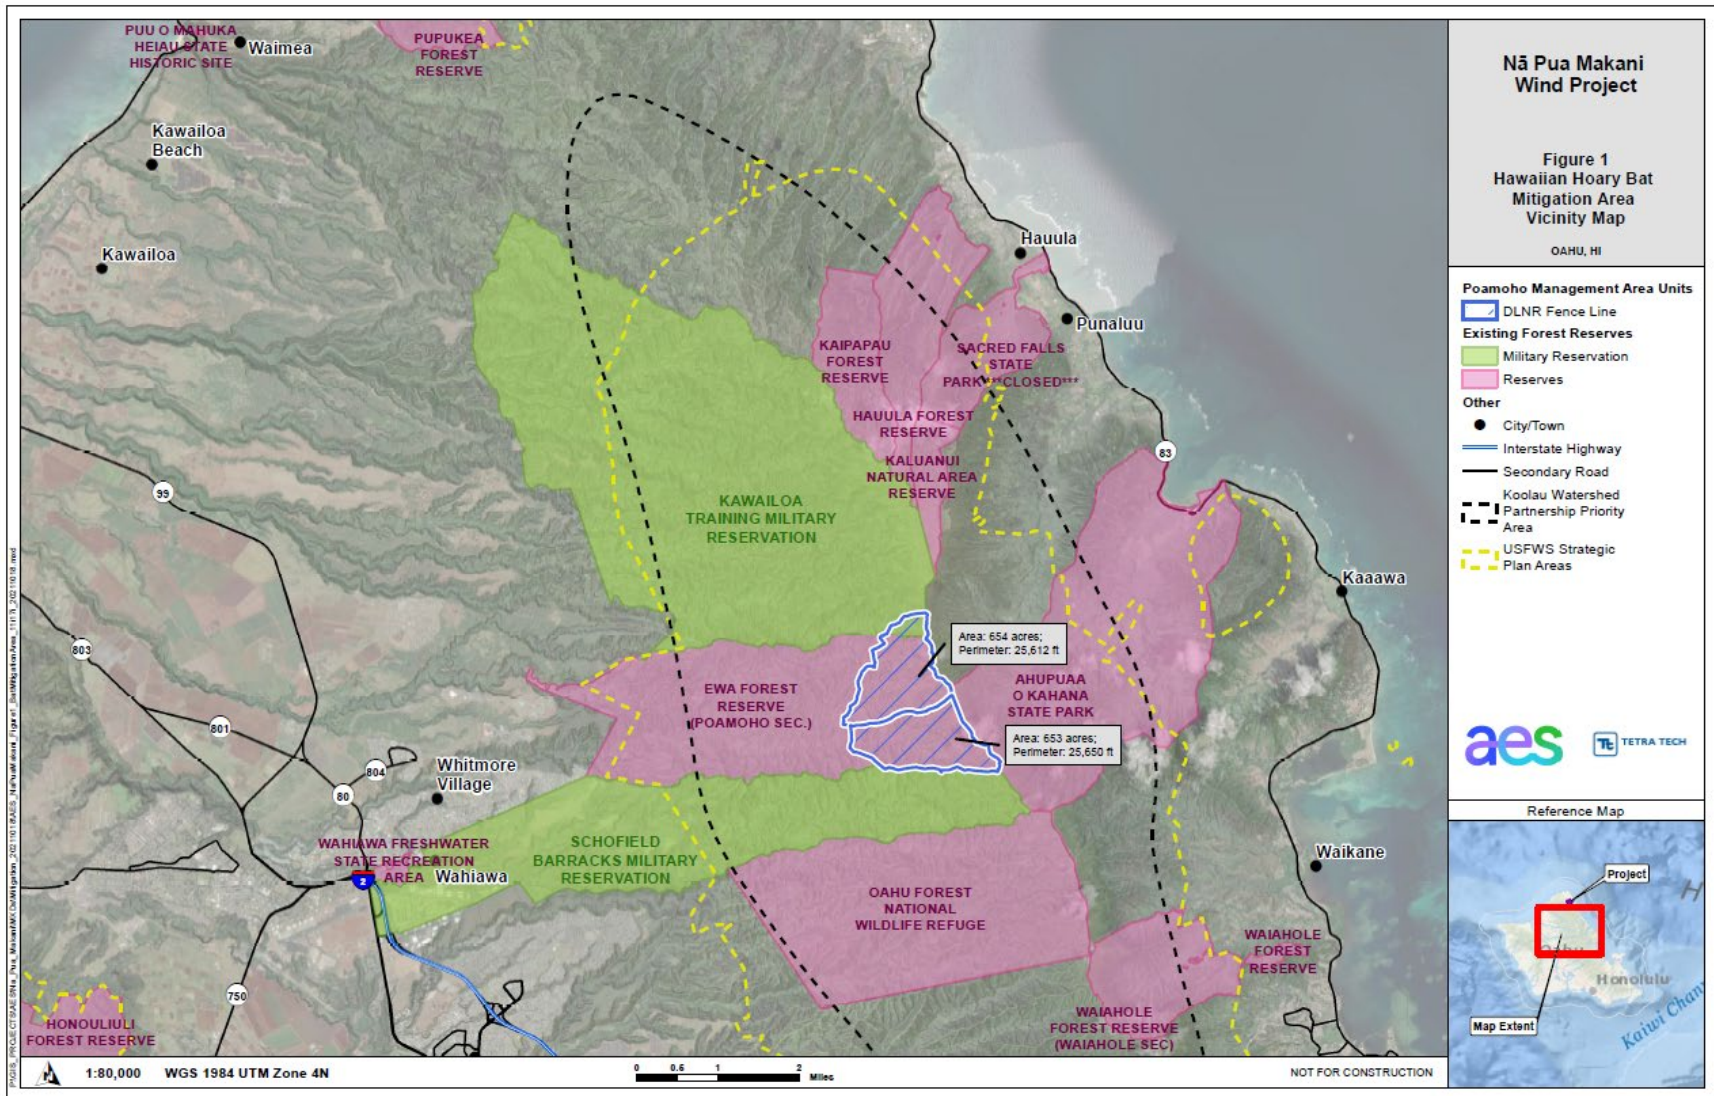 PUU O MAHUKA
HEIAU STATE
HISTORIC SITE
Waimea
PUPUKEA
FOREST
RESERVE
Kawailoa
Beach
Kawailoa
Hauula
Punaluu
KAIPAPAU
FOREST
RESERVE
SACRED FALLS
STATE
PARK ***CLOSED***
HAUULA FOREST
RESERVE
KALUANUI
NATURAL AREA
RESERVE
83
99
KAWAILOA
TRAINING MILITARY
RESERVATION
Kaaawa
803
Area: 654 acres;
Perimeter: 25,612 ft
EWA FOREST
RESERVE
(POAMOHO SEC.)
AHUPUAA
O KAHANA
STATE PARK
801
Area: 653 acres;
Perimeter: 25,650 ft
804
Whitmore
Village
80
WAHIAWA FRESHWATER
STATE RECREATION
AREA
Wahiawa
2
SCHOFIELD
BARRACKS MILITARY
RESERVATION
Waikane
OAHU FOREST
NATIONAL
WILDLIFE REFUGE
WAIAHOLE
FOREST
RESERVE
750
HONOULIULI
FOREST RESERVE
WAIAHOLE
FOREST RESERVE
(WAIAHOLE SEC)
1:80,000 WGS 1984 UTM Zone 4N
0 0.5 1 2
Miles
NOT FOR CONSTRUCTION
Nā Pua Makani
Wind Project
Figure 1
Hawaiian Hoary Bat
Mitigation Area
Vicinity Map
OAHU, HI
Poamoho Management Area Units
DLNR Fence Line
Existing Forest Reserves
Military Reservation
Reserves
Other
City/Town
Interstate Highway
Secondary Road
Koolau Watershed
Partnership Priority
Area
USFWS Strategic
Plan Areas
aes
TETRA TECH
Reference Map
Project
Oahu
Honolulu
Map Extent
Kaiwi